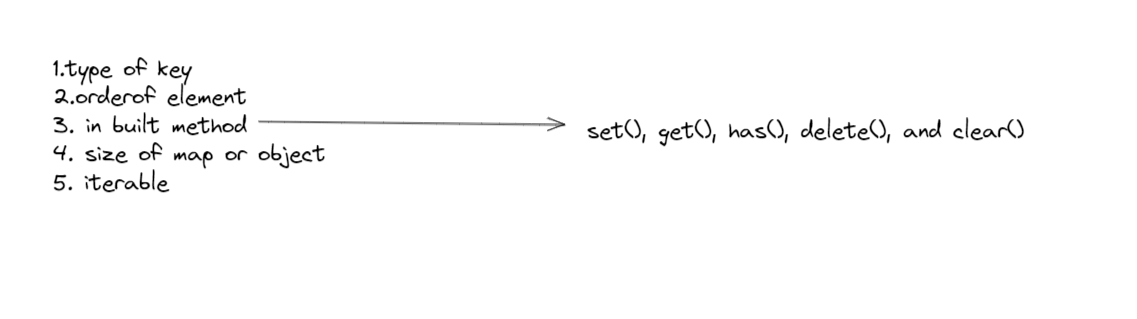 1.type of key
2.orderof element
3. in built method
set(), get(), has(), delete(), and clear()
4. size of map or object
5. iterable